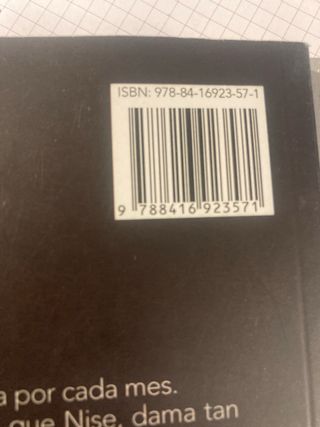 ISBN: 978-84-16923-57-1
9 788416 923571
a por cada mes.
que Nise, dama tan